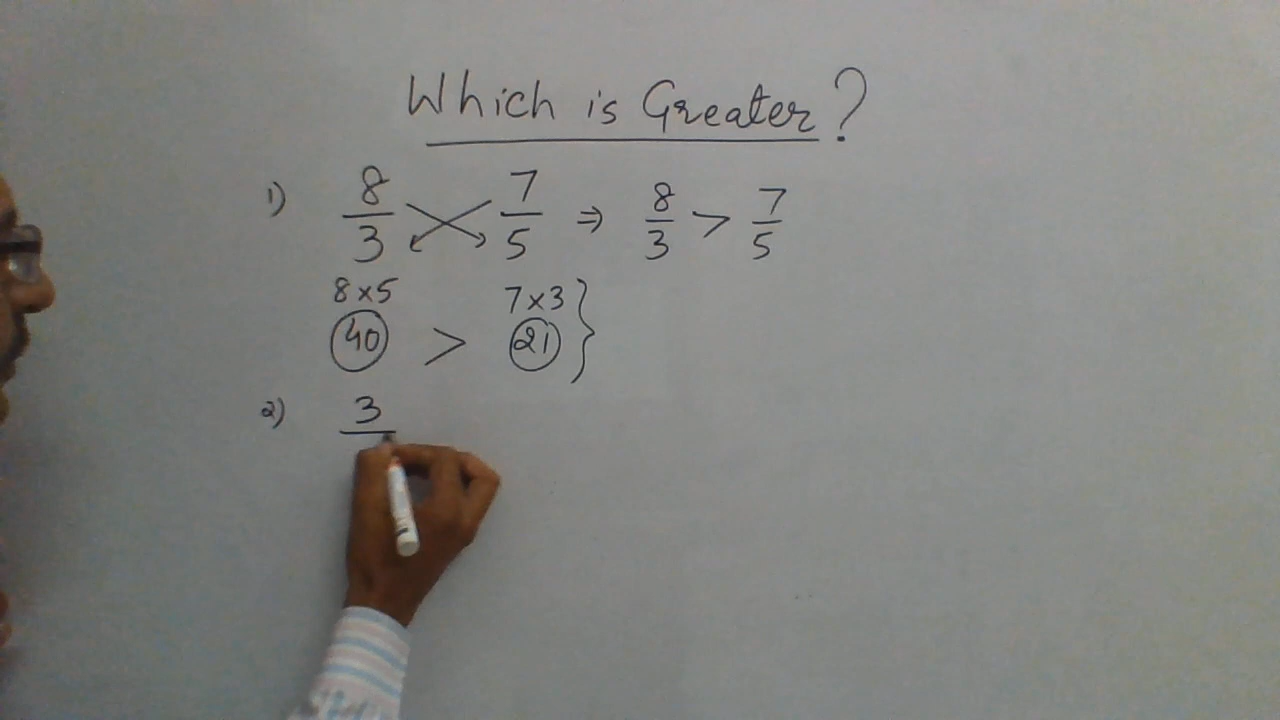 Which is Greater?
1) 8/3 7/5 ⇒ 8/3 > 7/5
8×5 7×3 }
40 > 21
2) 3